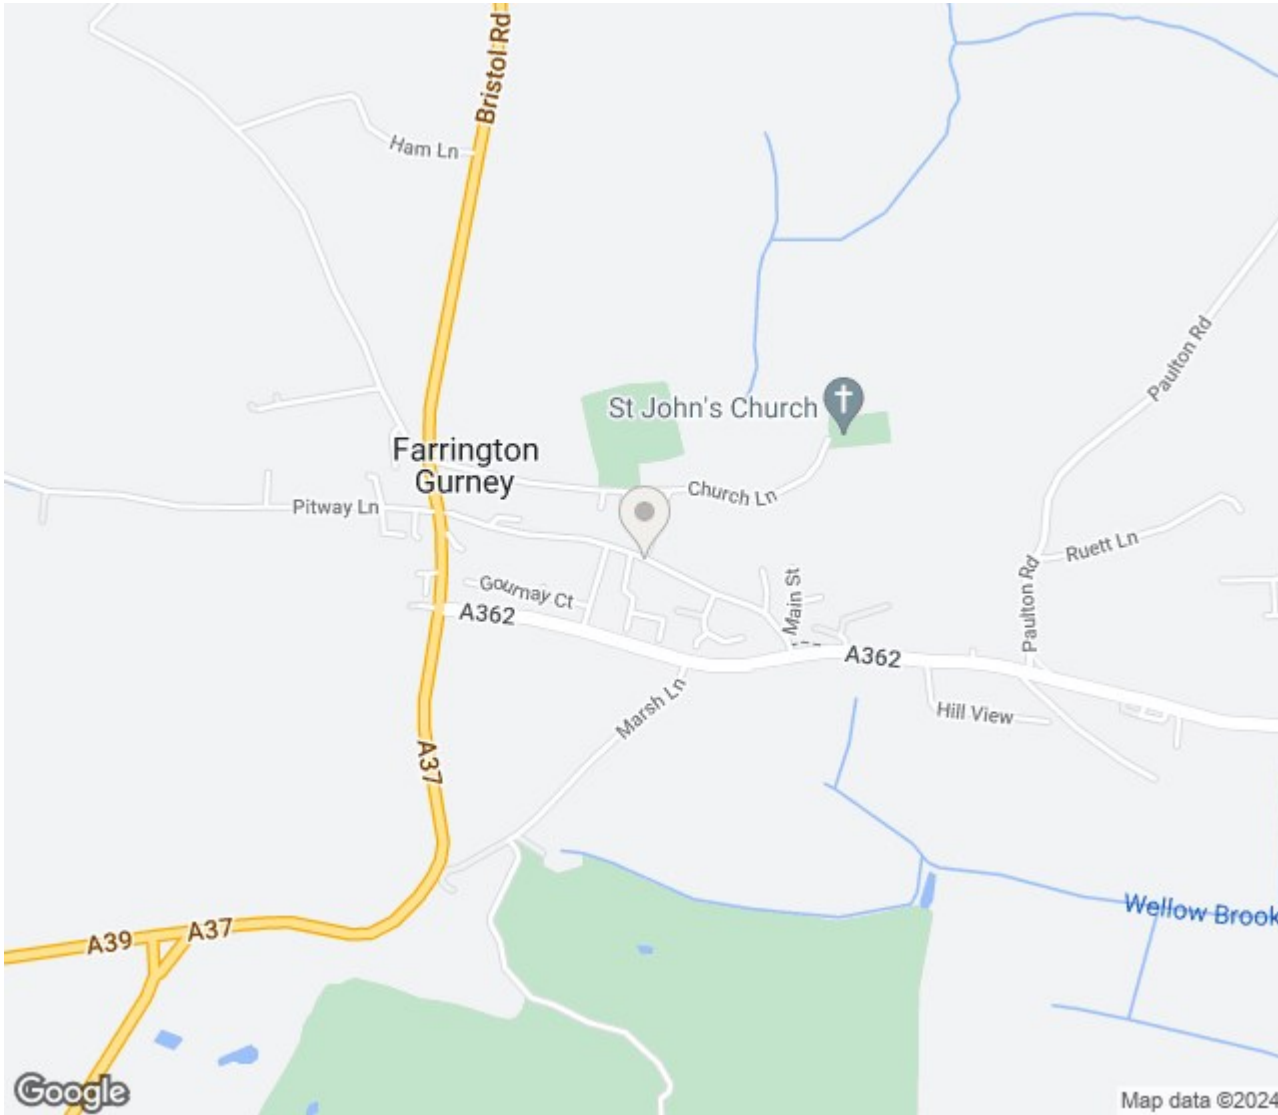 Bristol Rd
Ham Ln
Paulton Rd
St John's Church
Farrington
Gurney
Church Ln
Pitway Ln
Ruett Ln
Gournay Ct
Main St
Paulton Rd
A362
A362
Marsh Ln
Hill View
A37
Wellow Brook
A37
A39
Google
Map data ©2024